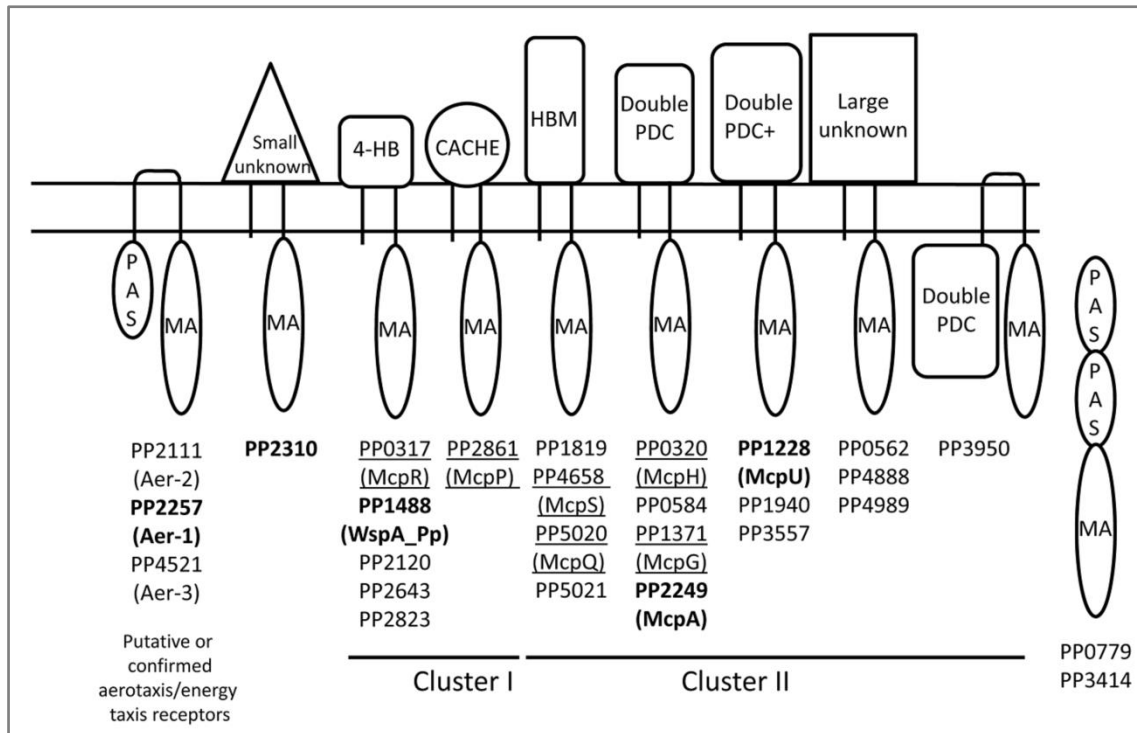 Small
unknown
4-HB
CACHE
HBM
Double
PDC
Double
PDC+
Large
unknown
P
A
S
MA
MA
MA
MA
MA
MA
MA
MA
Double
PDC
MA
P
A
S
P
A
S
MA
PP2111
(Aer-2)
PP2257
(Aer-1)
PP4521
(Aer-3)
Putative or
confirmed
aerotaxis/energy
taxis receptors
PP2310
PP0317
(McpR)
PP1488
(WspA_Pp)
PP2120
PP2643
PP2823
PP2861
(McpP)
PP1819
PP4658
(McpS)
PP5020
(McpQ)
PP5021
PP0320
(McpH)
PP0584
PP1371
(McpG)
PP2249
(McpA)
PP1228
(McpU)
PP1940
PP3557
PP0562
PP4888
PP4989
PP3950
PP0779
PP3414
Cluster I
Cluster II